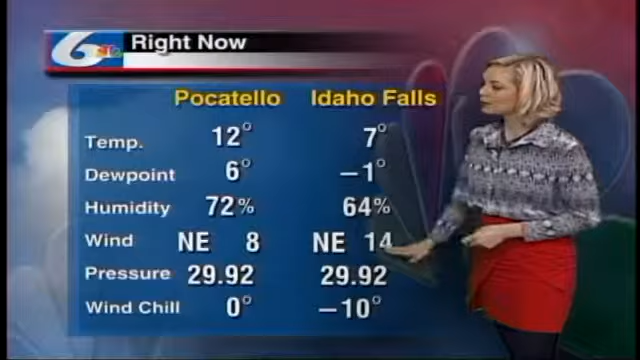 6 Right Now
Pocatello Idaho Falls
Temp. 12° 7°
Dewpoint 6° –1°
Humidity 72% 64%
Wind NE 8 NE 14
Pressure 29.92 29.92
Wind Chill 0° –10°